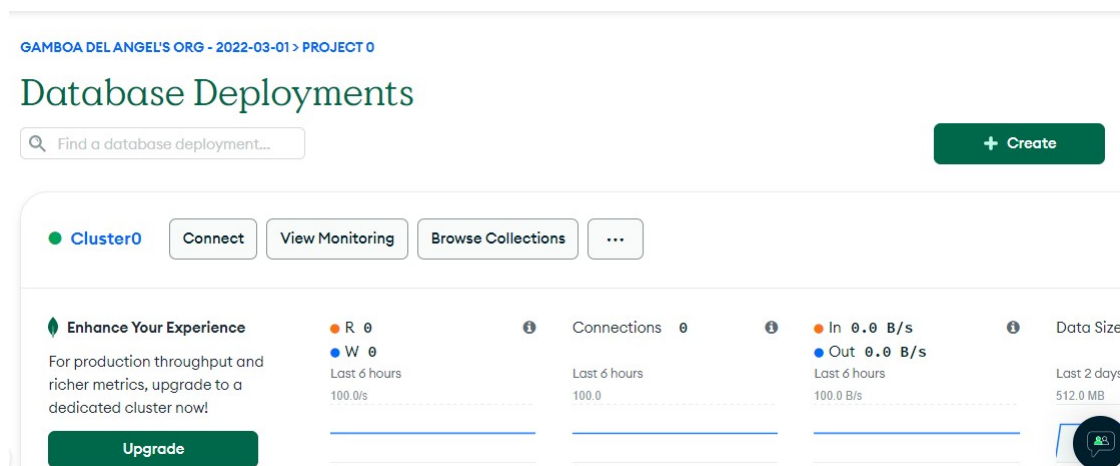 GAMBOA DEL ANGEL'S ORG - 2022-03-01 > PROJECT 0
Database Deployments
Find a database deployment...
+ Create
Cluster0
Connect
View Monitoring
Browse Collections
...
Enhance Your Experience
For production throughput and
richer metrics, upgrade to a
dedicated cluster now!
Upgrade
R 0
W 0
Last 6 hours
100.0/s
Connections 0
Last 6 hours
100.0
In 0.0 B/s
Out 0.0 B/s
Last 6 hours
100.0 B/s
Data Size
Last 2 days
512.0 MB